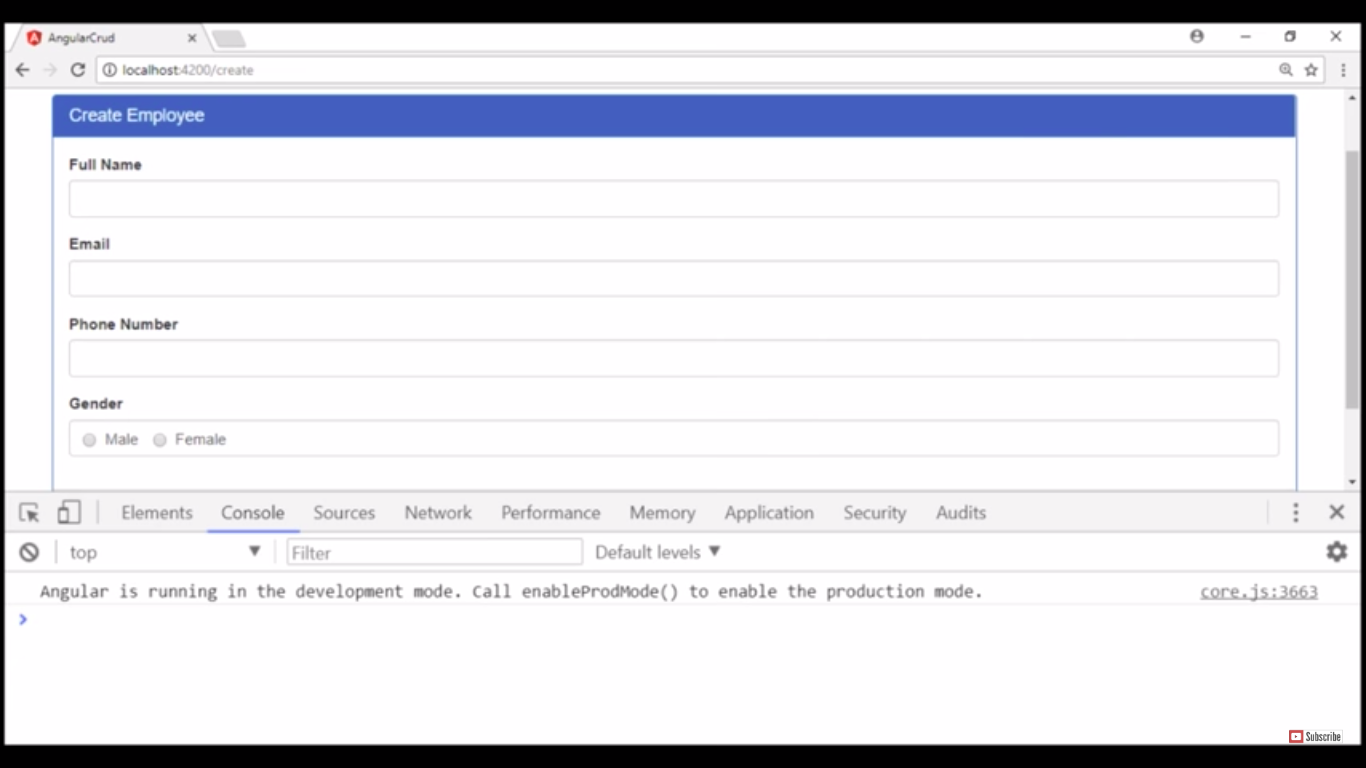 AngularCrud
localhost:4200/create
Create Employee
Full Name
Email
Phone Number
Gender
Male Female
Elements Console Sources Network Performance Memory Application Security Audits
top Filter Default levels
Angular is running in the development mode. Call enableProdMode() to enable the production mode. core.js:3663
Subscribe